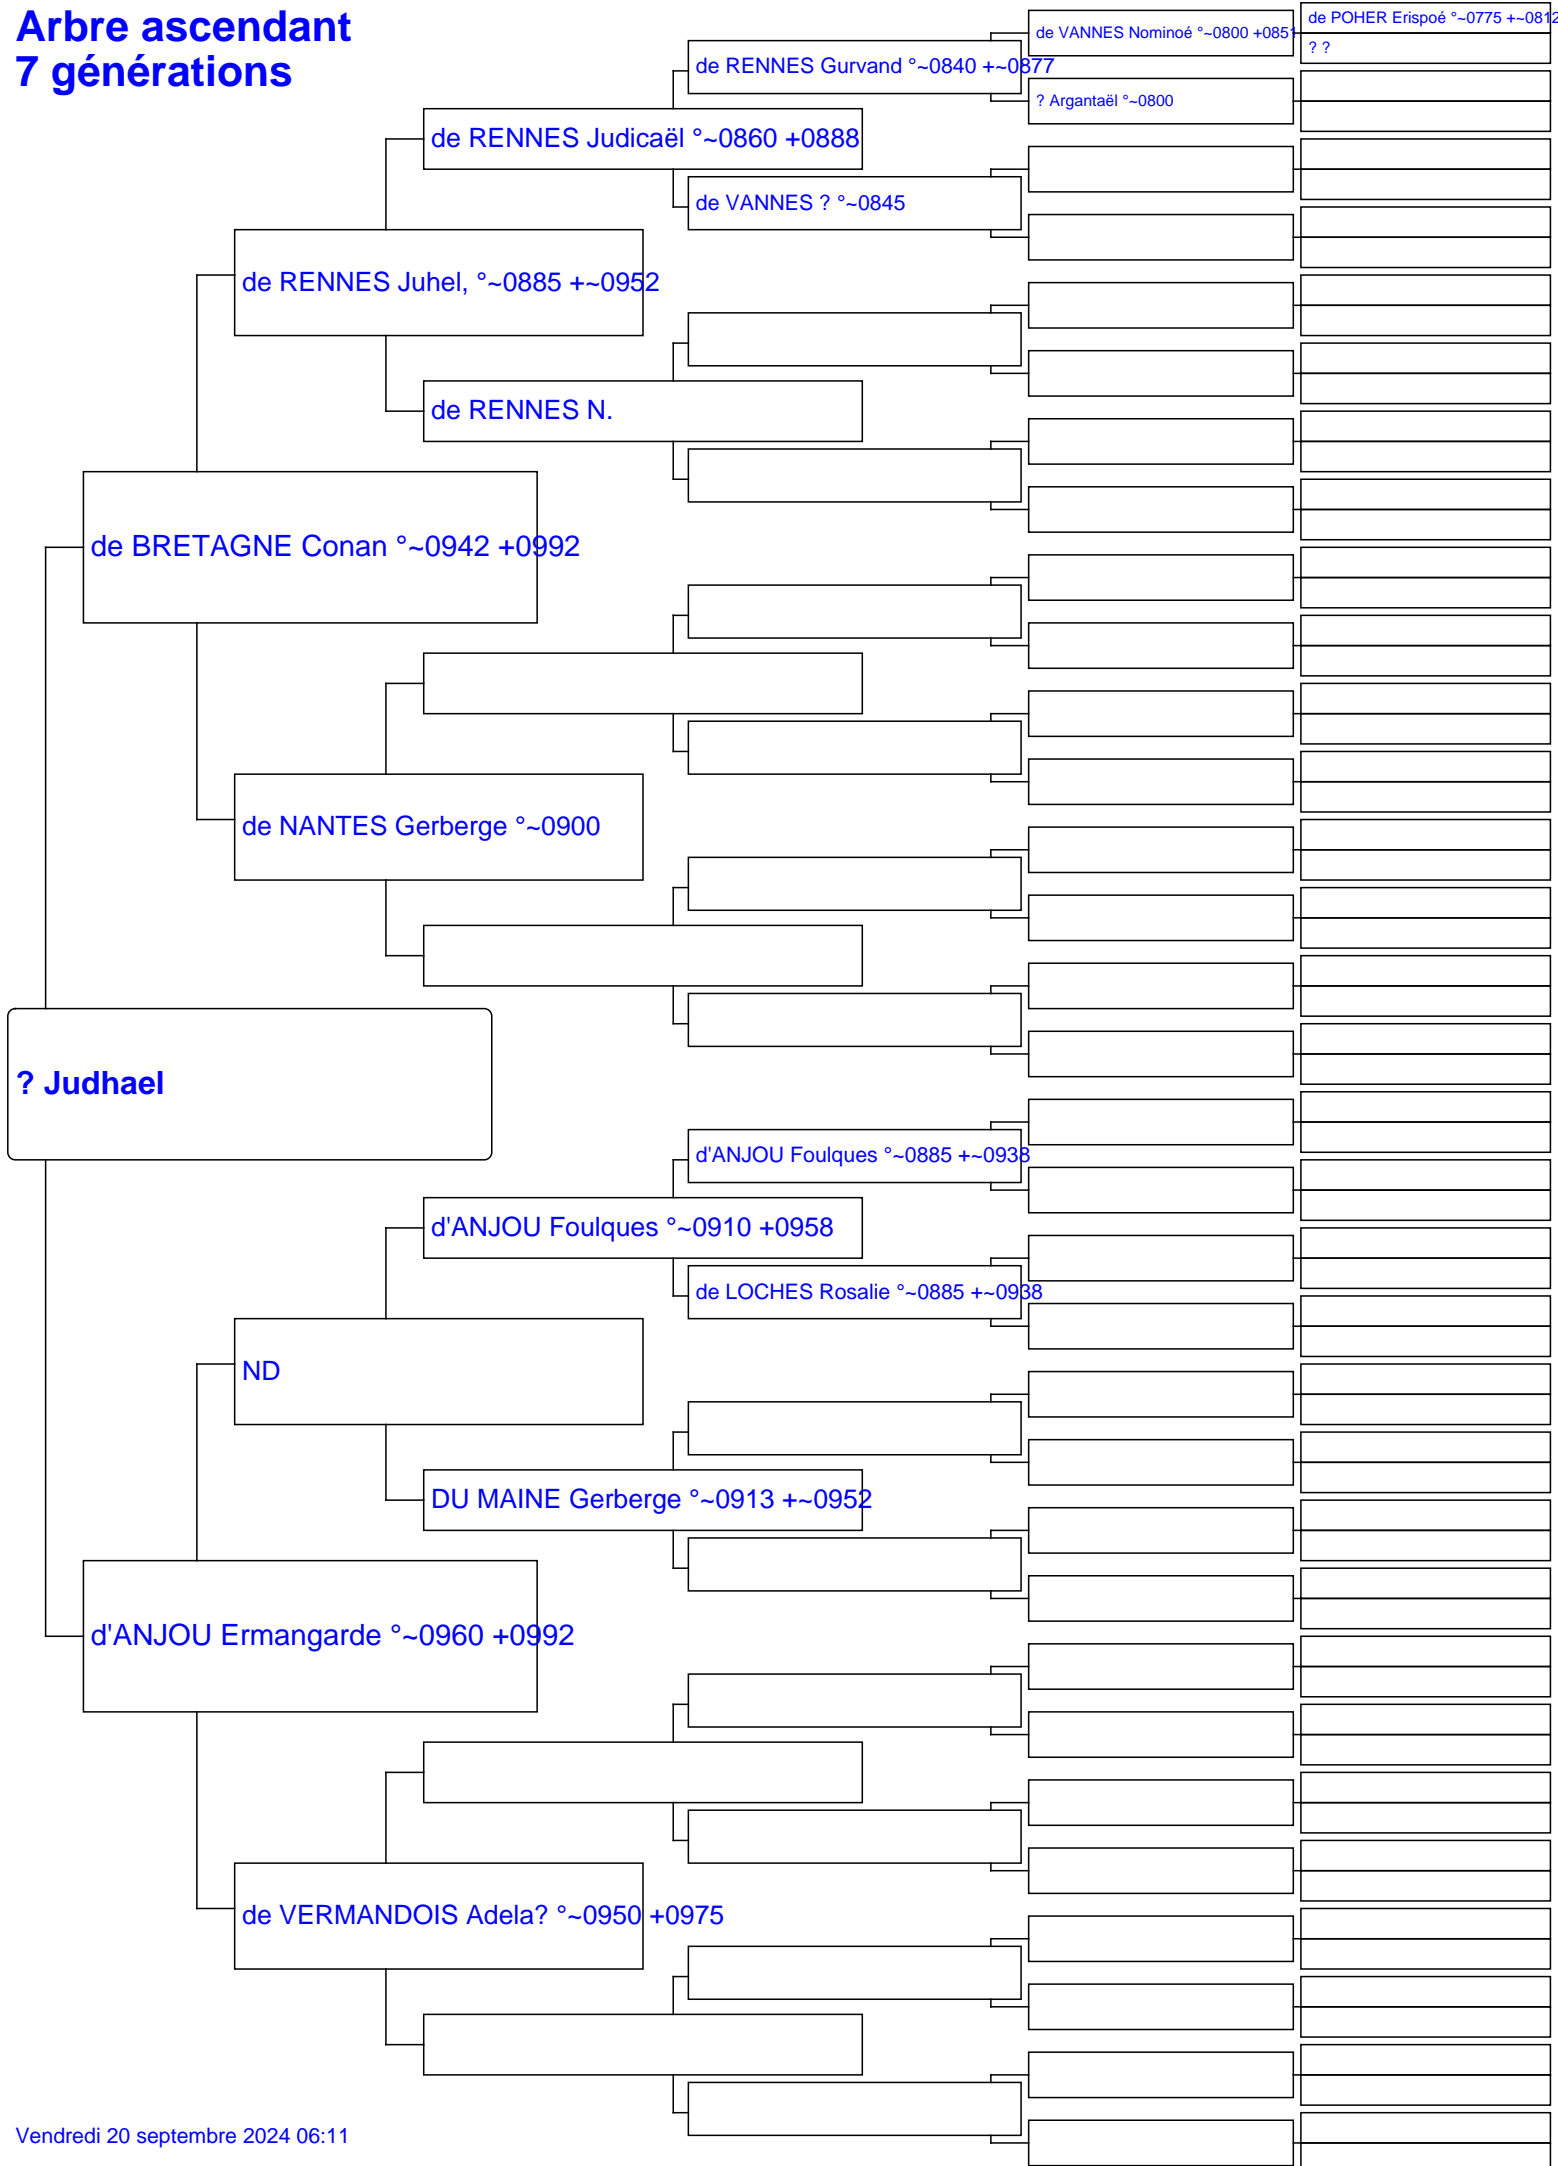 Arbre ascendant
7 générations
de POHER Erispoé °~0775 +~0812
de VANNES Nominoé °~0800 +0851
? ?
de RENNES Gurvand °~0840 +~0877
? Argantaël °~0800
de RENNES Judicaël °~0860 +0888
de VANNES ? °~0845
de RENNES Juhel, °~0885 +~0952
de RENNES N.
de BRETAGNE Conan °~0942 +0992
de NANTES Gerberge °~0900
? Judhael
d'ANJOU Foulques °~0885 +~0938
d'ANJOU Foulques °~0910 +0958
de LOCHES Rosalie °~0885 +~0938
ND
DU MAINE Gerberge °~0913 +~0952
d'ANJOU Ermangarde °~0960 +0992
de VERMANDOIS Adela? °~0950 +0975
Vendredi 20 septembre 2024 06:11